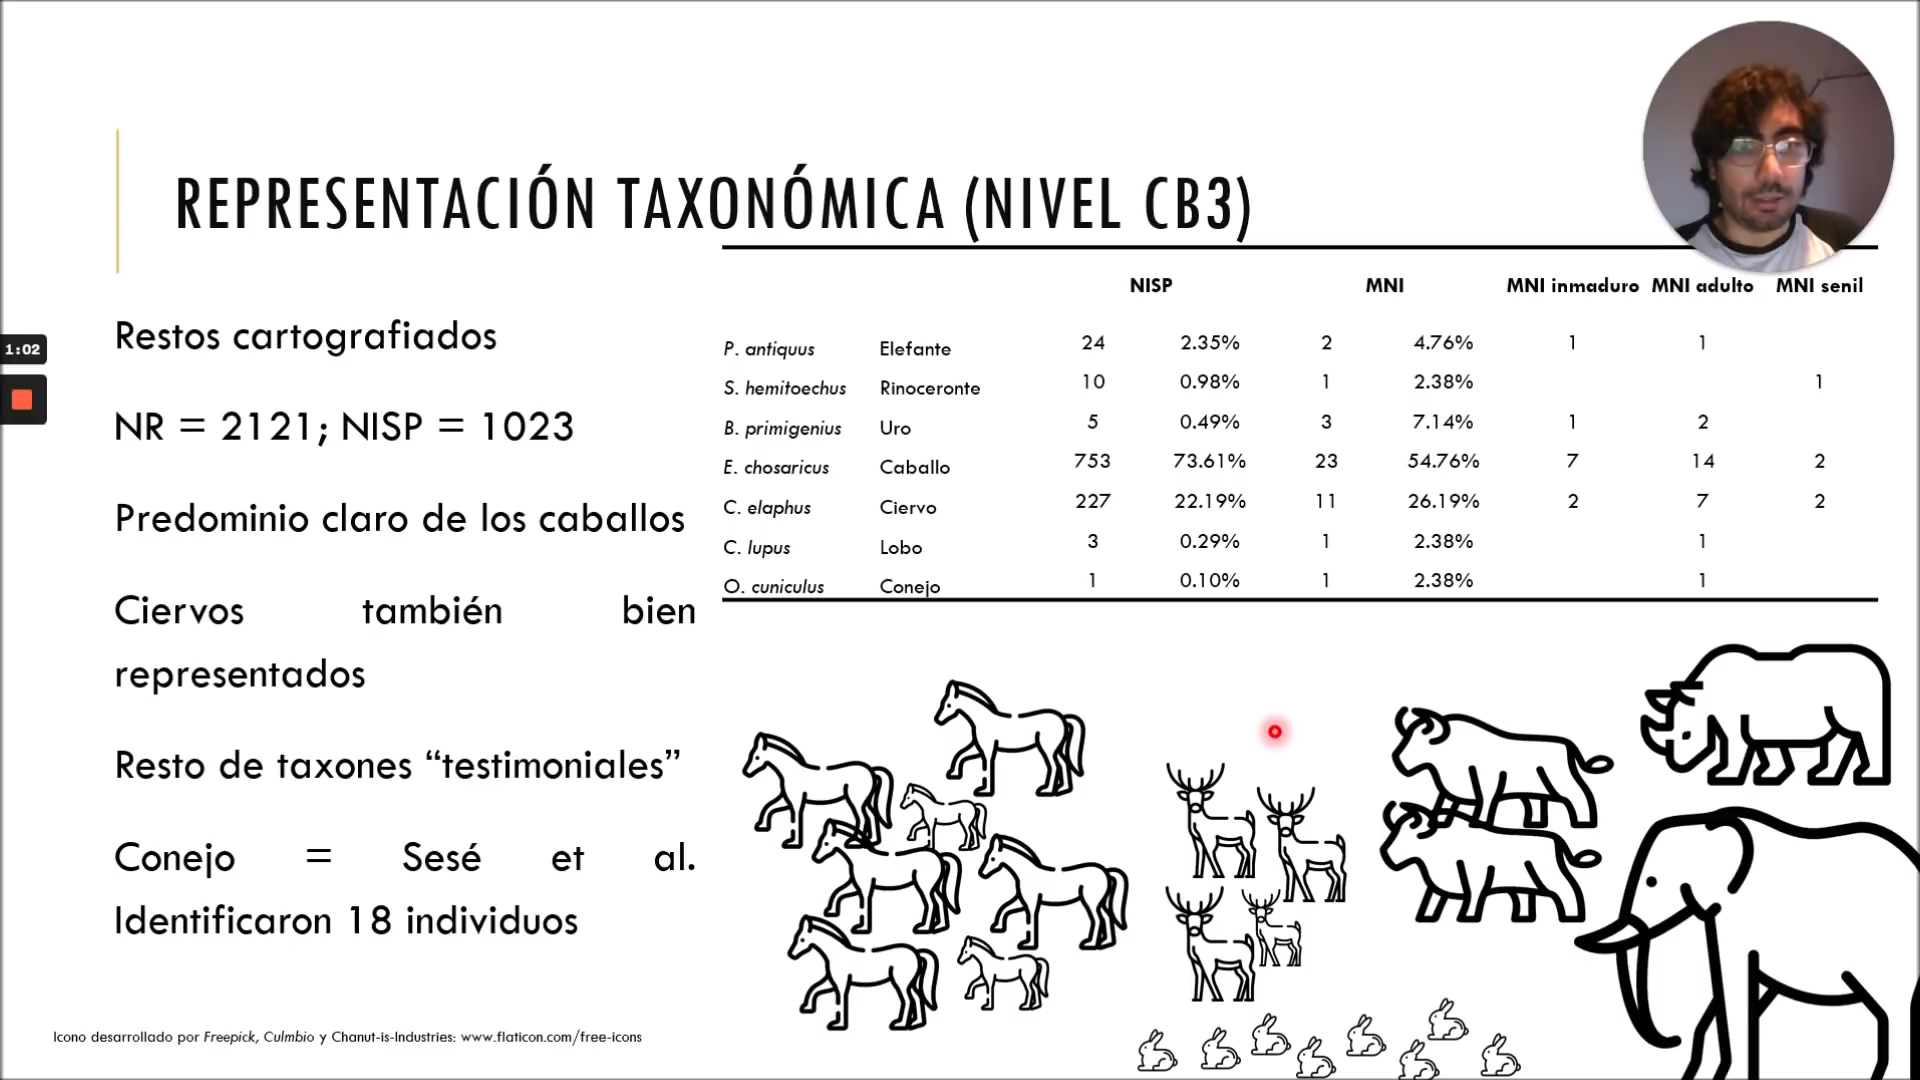 REPRESENTACIÓN TAXONÓMICA (NIVEL CB3)
1:02
Restos cartografiados
NR = 2121; NISP = 1023
Predominio claro de los caballos
Ciervos también bien
representados
Resto de taxones “testimoniales”
Conejo = Sesé et al.
Identificaron 18 individuos
NISP MNI MNI inmaduro MNI adulto MNI senil
P. antiquus Elefante 24 2.35% 2 4.76% 1 1
S. hemitoechus Rinoceronte 10 0.98% 1 2.38% 1
B. primigenius Uro 5 0.49% 3 7.14% 1 2
E. chosaricus Caballo 753 73.61% 23 54.76% 7 14 2
C. elaphus Ciervo 227 22.19% 11 26.19% 2 7 2
C. lupus Lobo 3 0.29% 1 2.38% 1
O. cuniculus Conejo 1 0.10% 1 2.38% 1
Icono desarrollado por Freepick, Culmbio y Chanut-is-Industries: www.flaticon.com/free-icons